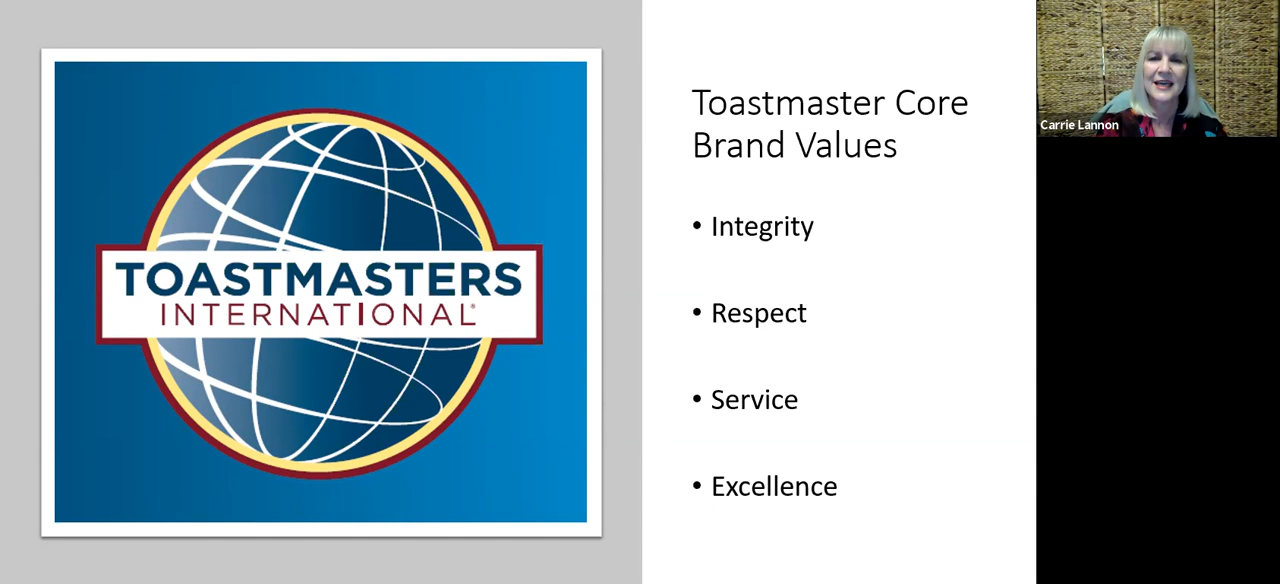 TOASTMASTERS
INTERNATIONAL®
Toastmaster Core
Brand Values
• Integrity
• Respect
• Service
• Excellence
Carrie Lannon